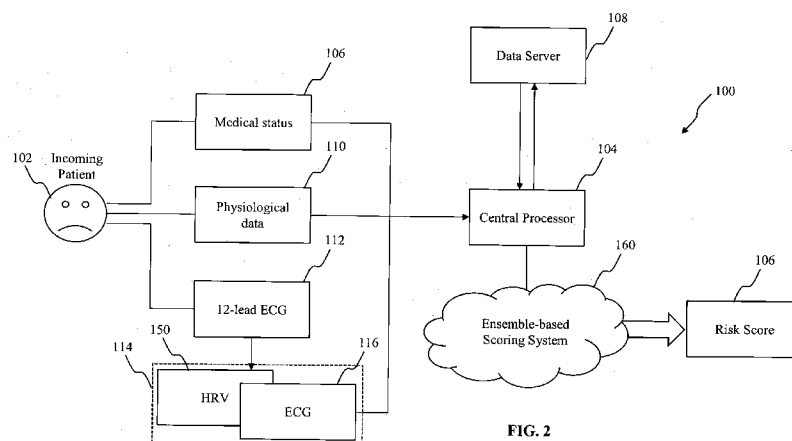 108
Data Server
106
Medical status
100
102
Incoming
Patient
110
Physiological
data
104
Central Processor
112
12-lead ECG
160
Ensemble-based
Scoring System
106
Risk Score
114
150
116
HRV
ECG
FIG. 2